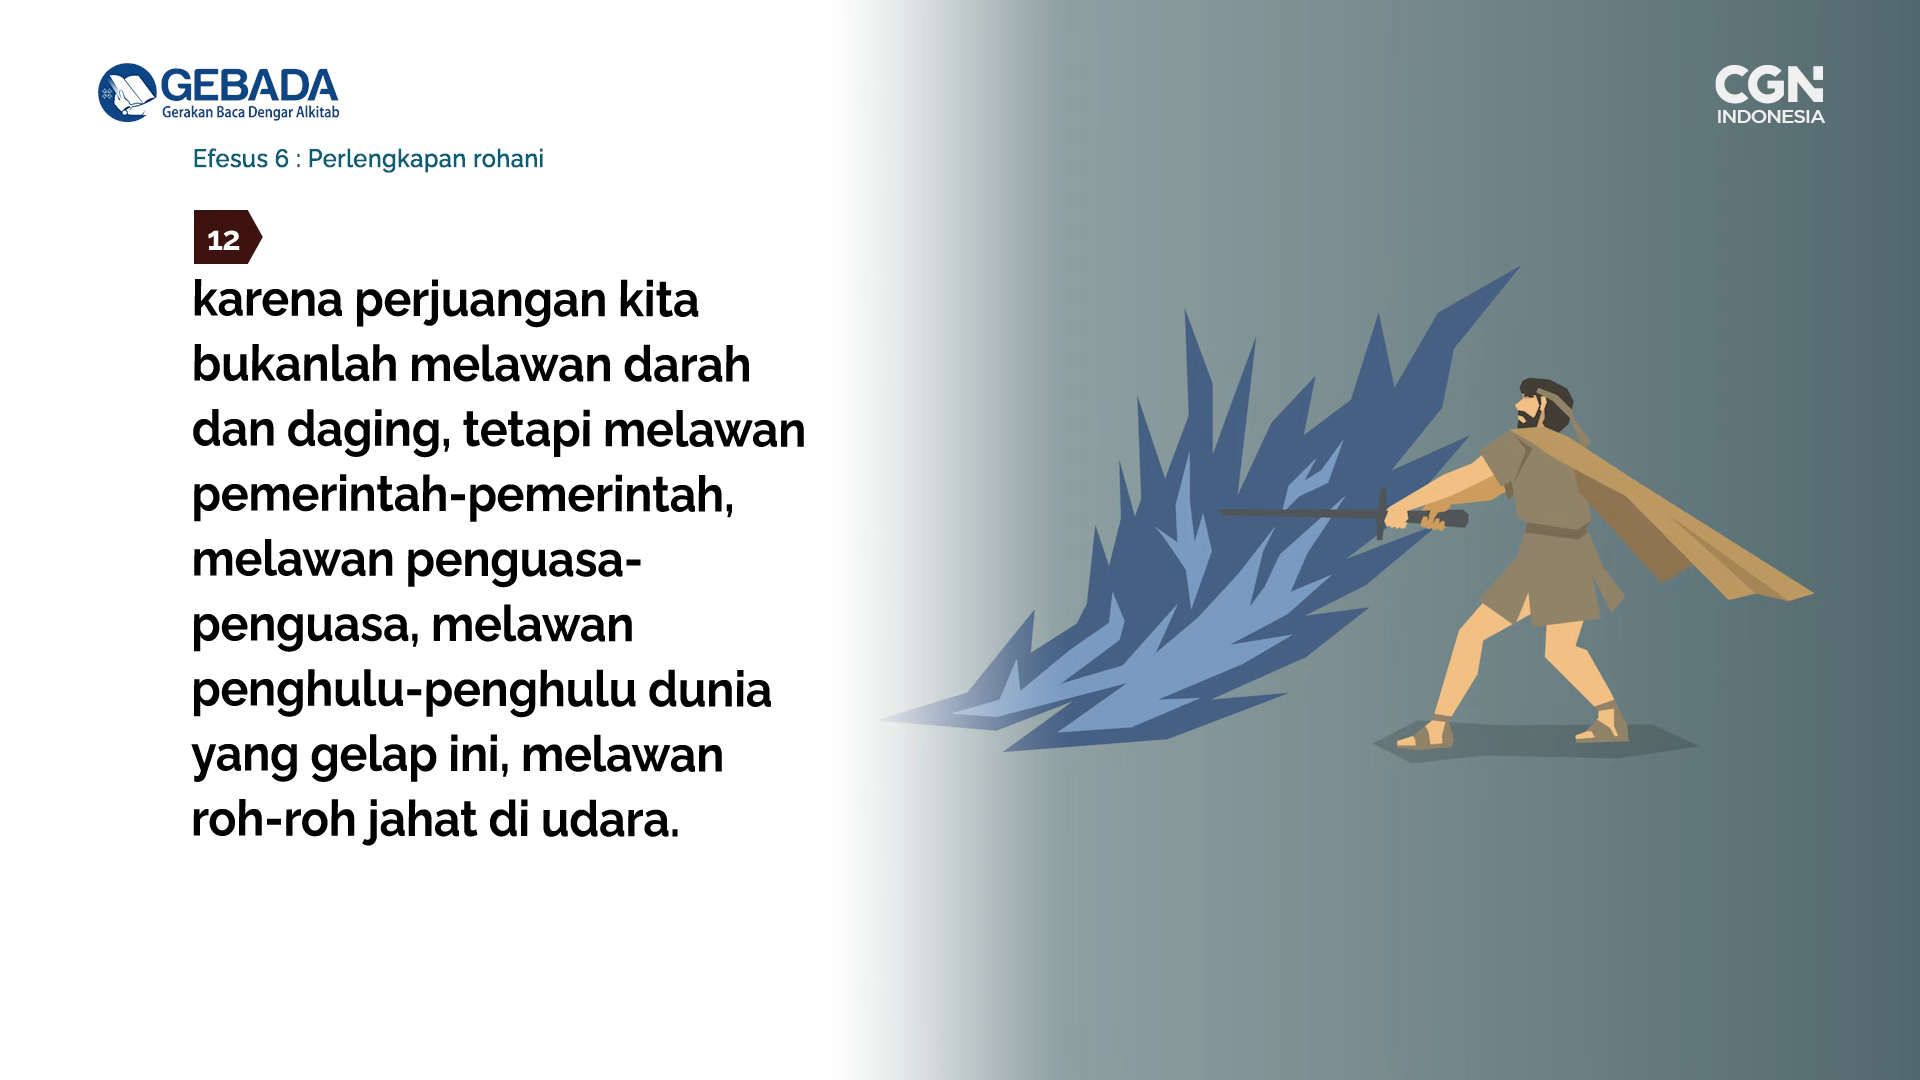 GEBADA
Gerakan Baca Dengar Alkitab
CGN
INDONESIA
Efesus 6 : Perlengkapan rohani
12
karena perjuangan kita
bukanlah melawan darah
dan daging, tetapi melawan
pemerintah-pemerintah,
melawan penguasa-
penguasa, melawan
penghulu-penghulu dunia
yang gelap ini, melawan
roh-roh jahat di udara.